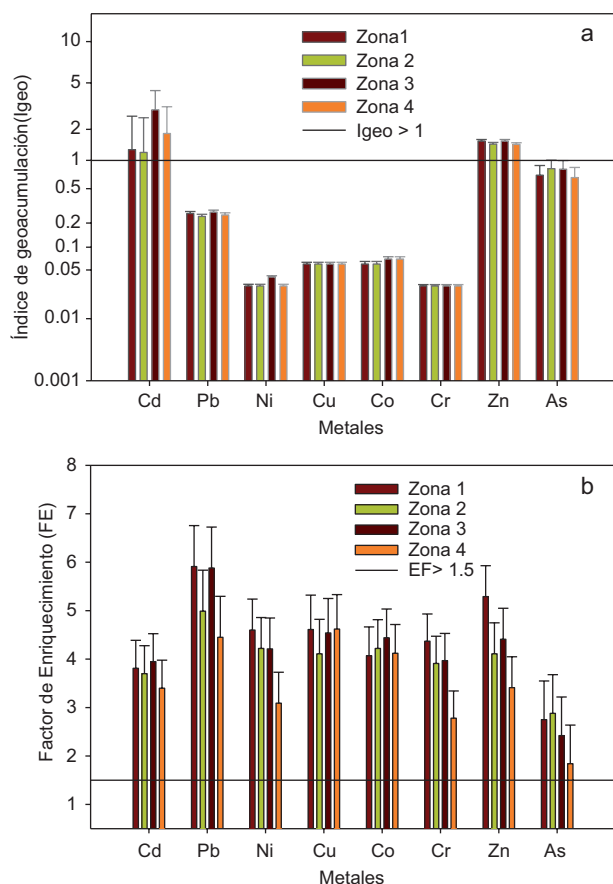 a
10
5
2
1
0.5
0.2
0.1
0.05
0.01
0.001
Índice de geoacumulación(Igeo)
Zona1
Zona 2
Zona 3
Zona 4
Igeo > 1
Cd Pb Ni Cu Co Cr Zn As
Metales
b
8
7
6
5
4
3
2
1
Factor de Enriquecimiento (FE)
Zona 1
Zona 2
Zona 3
Zona 4
EF> 1.5
Cd Pb Ni Cu Co Cr Zn As
Metales